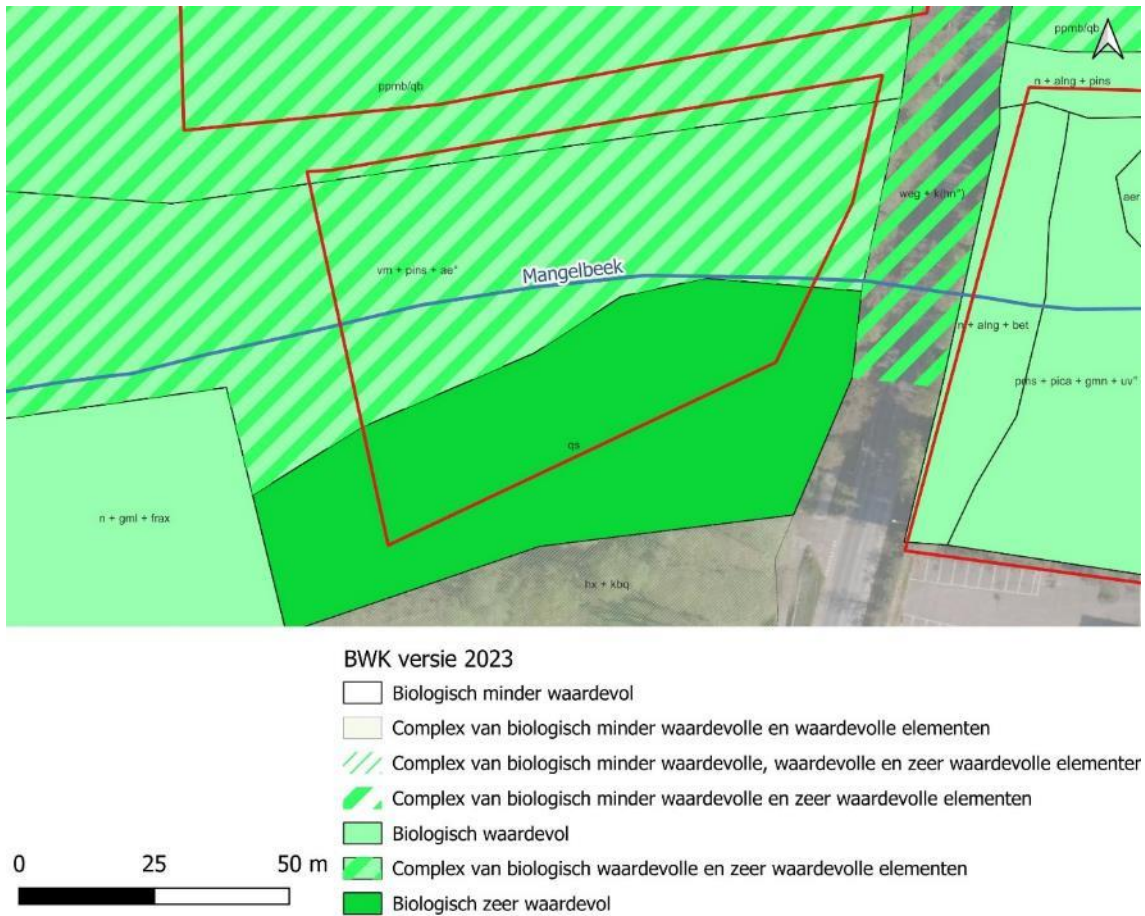 ppmb/qb
ppmb/qb
n + alng + pins
aer
weg + k(hri°)
vm + pins + ae°
Mangelbeek
n + alng + bet
pms + pica + gmn + uv°
qs
n + gml + frax
hx + kbq
BWK versie 2023
Biologisch minder waardevol
Complex van biologisch minder waardevolle en waardevolle elementen
Complex van biologisch minder waardevolle, waardevolle en zeer waardevolle elementen
Complex van biologisch minder waardevolle en zeer waardevolle elementen
Biologisch waardevol
Complex van biologisch waardevolle en zeer waardevolle elementen
Biologisch zeer waardevol
0 25 50 m